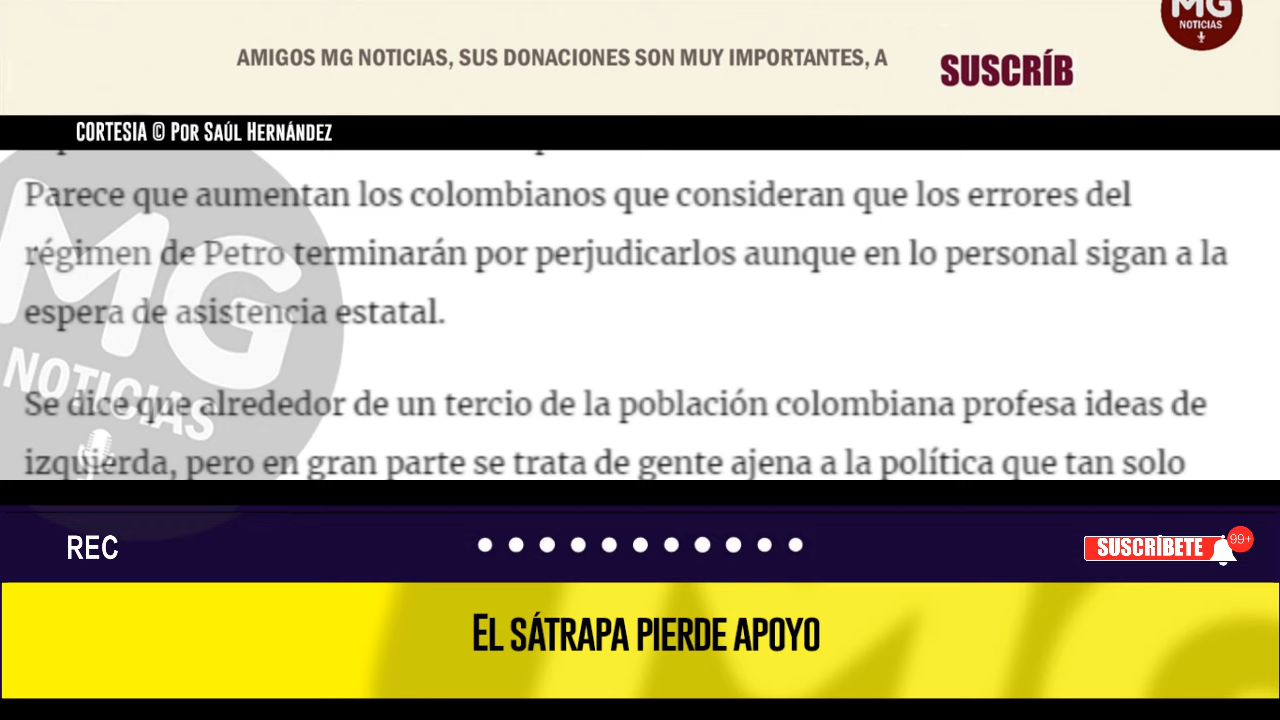 MG
NOTICIAS
AMIGOS MG NOTICIAS, SUS DONACIONES SON MUY IMPORTANTES, A
SUSCRÍB
CORTESIA © POR SAÚL HERNÁNDEZ
Parece que aumentan los colombianos que consideran que los errores del
régimen de Petro terminarán por perjudicarlos aunque en lo personal sigan a la
espera de asistencia estatal.
Se dice que alrededor de un tercio de la población colombiana profesa ideas de
izquierda, pero en gran parte se trata de gente ajena a la política que tan solo
MG
NOTICIAS
REC
SUSCRÍBETE
99+
EL SÁTRAPA PIERDE APOYO